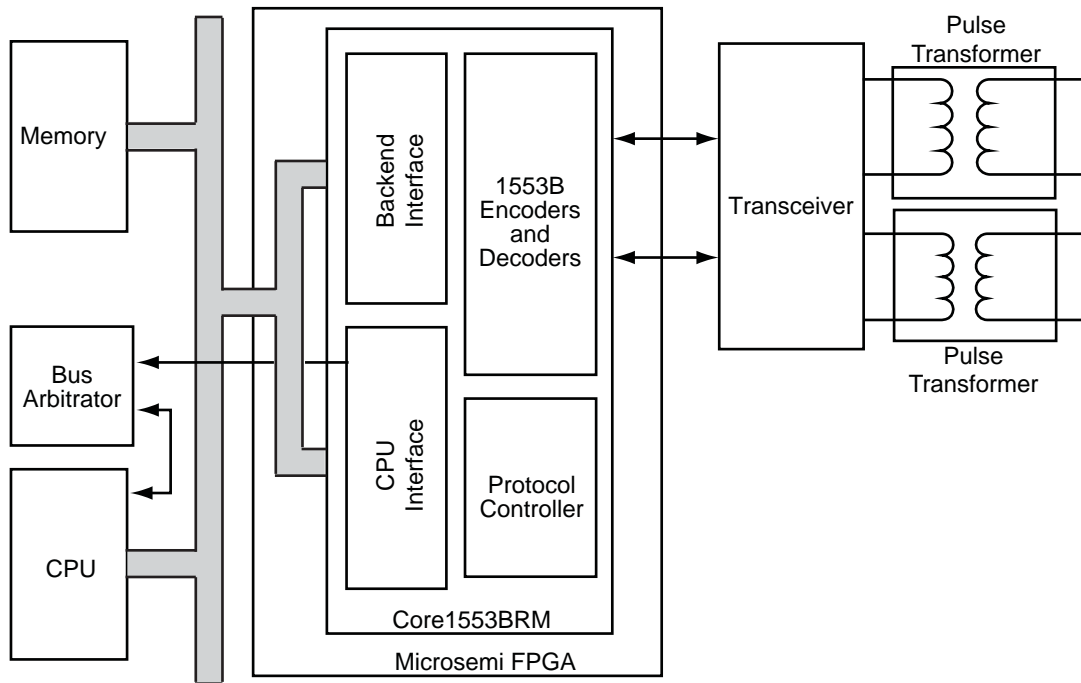 Memory
Bus
Arbitrator
CPU
Backend
Interface
CPU
Interface
1553B
Encoders
and
Decoders
Protocol
Controller
Core1553BRM
Microsemi FPGA
Transceiver
Pulse
Transformer
Pulse
Transformer